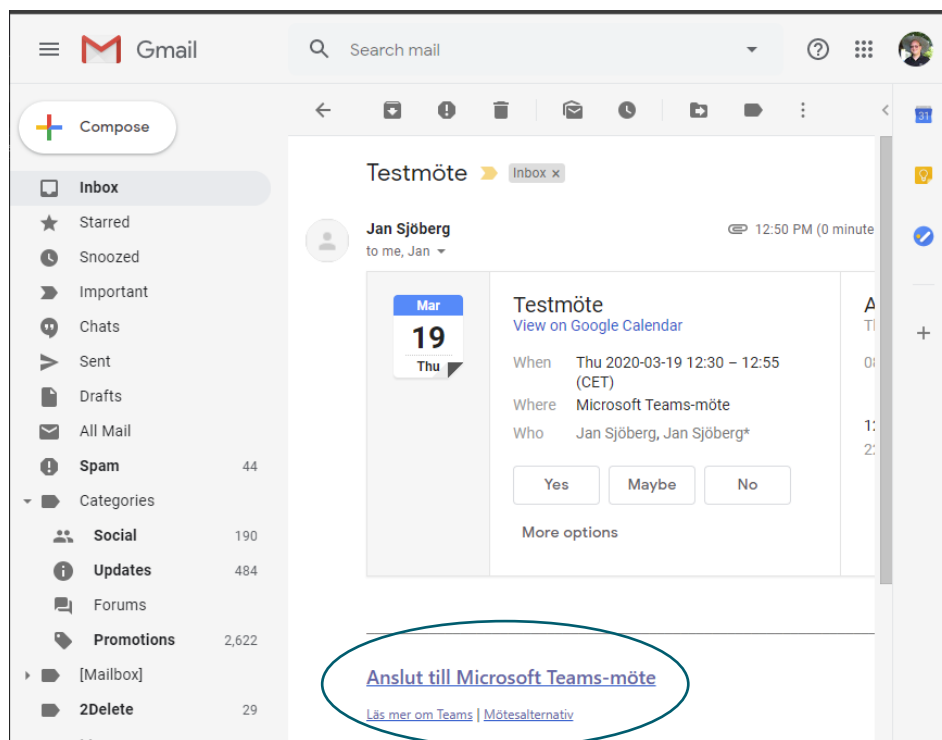 Gmail
Search mail
Compose
Inbox
Starred
Snoozed
Important
Chats
Sent
Drafts
All Mail
Spam 44
Categories
Social 190
Updates 484
Forums
Promotions 2,622
[Mailbox]
2Delete 29
Testmöte Inbox x
Jan Sjöberg 12:50 PM (0 minute
to me, Jan
Mar
19
Thu
Testmöte
View on Google Calendar
When Thu 2020-03-19 12:30 – 12:55
(CET)
Where Microsoft Teams-möte
Who Jan Sjöberg, Jan Sjöberg*
Yes Maybe No
More options
Anslut till Microsoft Teams-möte
Läs mer om Teams | Mötesalternativ
31